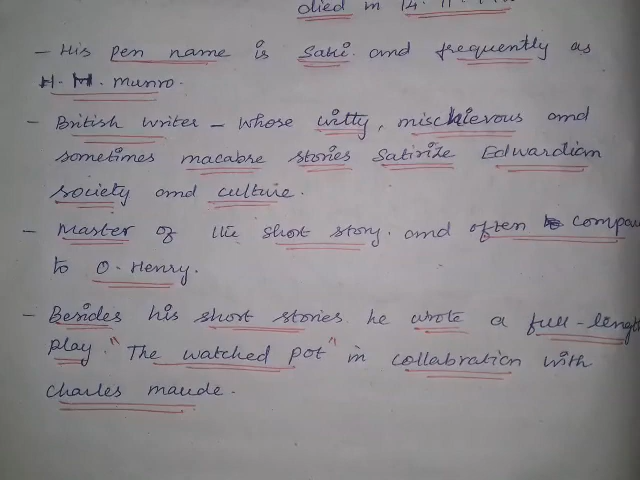 died in 14. 11.
- His pen name is Saki. and frequently as
H. H. munro.
- British writer - whose witty, mischievous and
sometimes macabre stories Satirize Edwardian
society and culture.
- Master of the short story. and often compa
to O. Henry.
- Besides his short stories he wrote a full-length
play. "The watched pot" in collabration with
Charles maude.